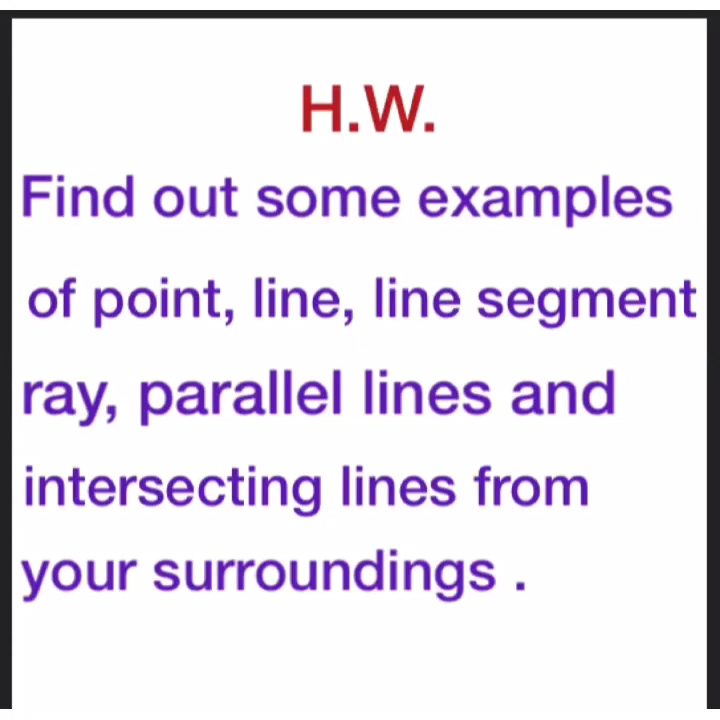 H.W.
Find out some examples
of point, line, line segment
ray, parallel lines and
intersecting lines from
your surroundings .